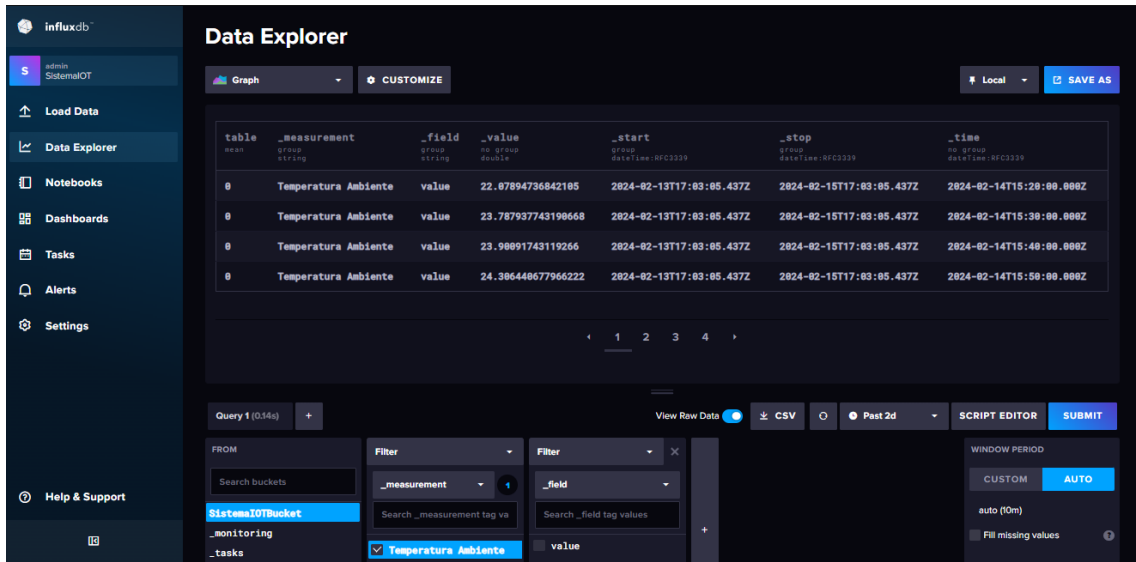 influxdb™
S
admin
SistemaIOT
Load Data
Data Explorer
Notebooks
Dashboards
Tasks
Alerts
Settings
Help & Support
Data Explorer
Graph
CUSTOMIZE
Local
SAVE AS
table _measurement _field _value _start _stop _time
mean group group no group group group no group
string string double dateTime:RFC3339 dateTime:RFC3339 dateTime:RFC3339
0 Temperatura Ambiente value 22.07894736842105 2024-02-13T17:03:05.437Z 2024-02-15T17:03:05.437Z 2024-02-14T15:20:00.000Z
0 Temperatura Ambiente value 23.787937743190668 2024-02-13T17:03:05.437Z 2024-02-15T17:03:05.437Z 2024-02-14T15:30:00.000Z
0 Temperatura Ambiente value 23.90091743119266 2024-02-13T17:03:05.437Z 2024-02-15T17:03:05.437Z 2024-02-14T15:40:00.000Z
0 Temperatura Ambiente value 24.306440677966222 2024-02-13T17:03:05.437Z 2024-02-15T17:03:05.437Z 2024-02-14T15:50:00.000Z
1 2 3 4
Query 1 (0.14s) +
View Raw Data CSV Past 2d SCRIPT EDITOR SUBMIT
FROM
Search buckets
SistemaIOTBucket
_monitoring
_tasks
Filter
_measurement 1
Search _measurement tag va
Temperatura Ambiente
Filter
_field
Search _field tag values
value
+
WINDOW PERIOD
CUSTOM AUTO
auto (10m)
Fill missing values ?